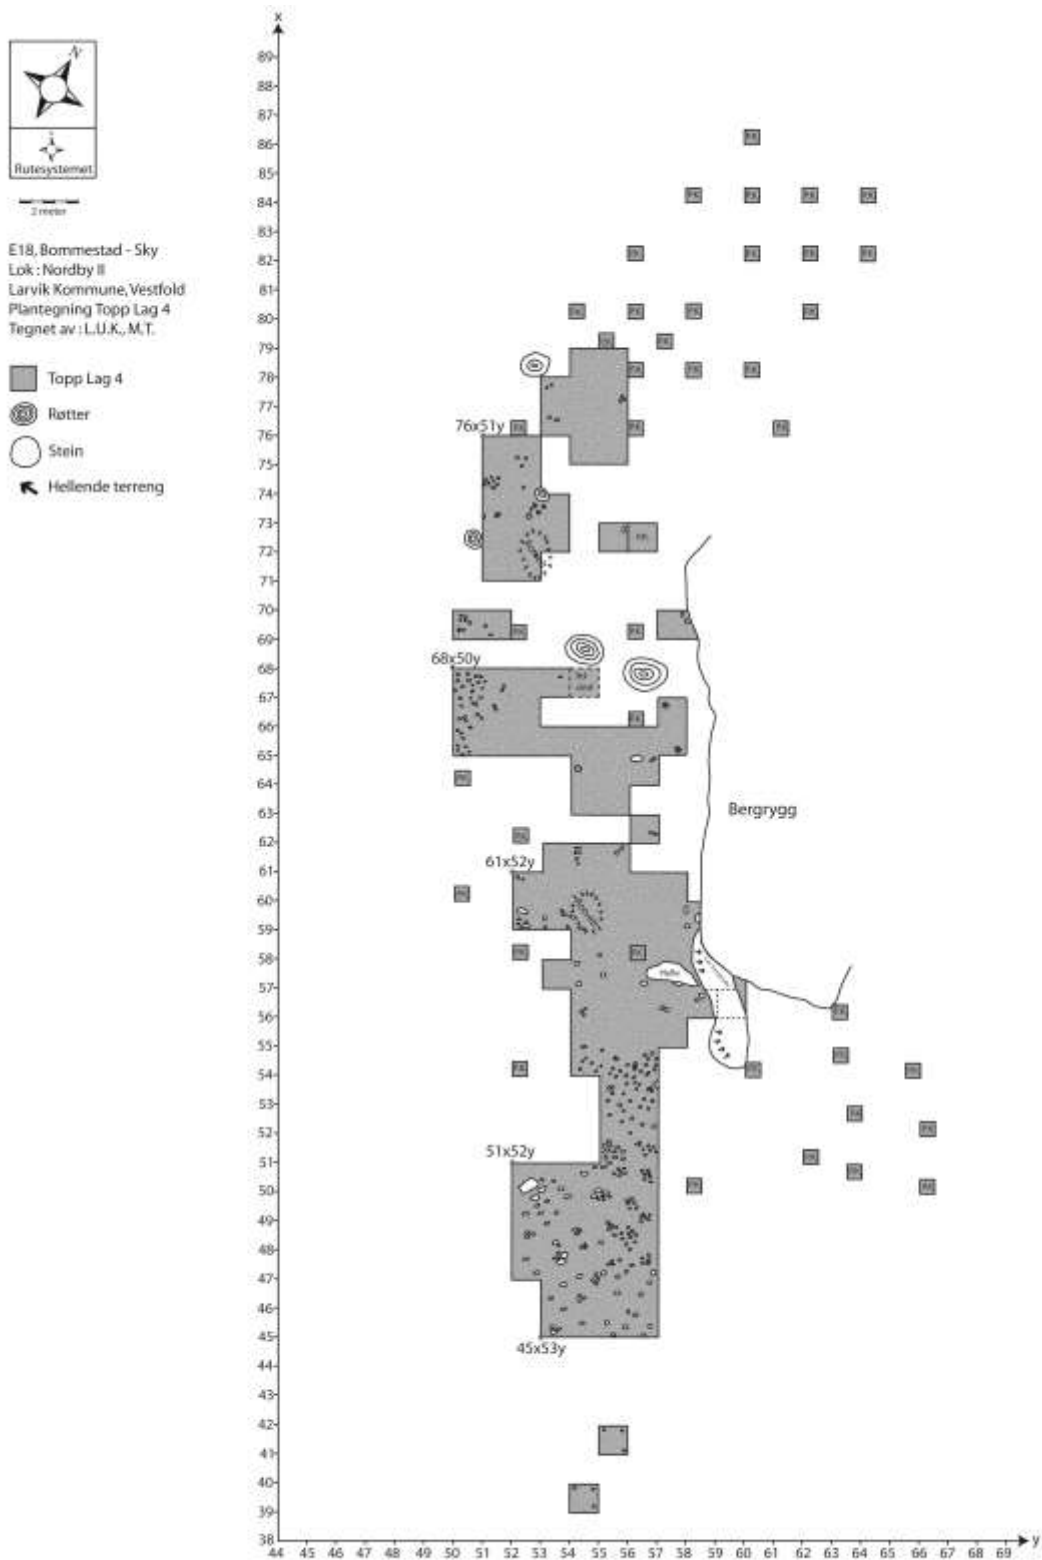 x
N
Rutesystemet
2 meter
E18, Bommestad - Sky
Lok : Nordby II
Larvik Kommune, Vestfold
Plantegning Topp Lag 4
Tegnet av : L.U.K., M.T.
Topp Lag 4
Røtter
Stein
Hellende terreng
89
88
87
86
85
84
83
82
81
80
79
78
77
76
75
74
73
72
71
70
69
68
67
66
65
64
63
62
61
60
59
58
57
56
55
54
53
52
51
50
49
48
47
46
45
44
43
42
41
40
39
38
76x51y
68x50y
Bergrygg
61x52y
51x52y
45x53y
44 45 46 47 48 49 50 51 52 53 54 55 56 57 58 59 60 61 62 63 64 65 66 67 68 69 y